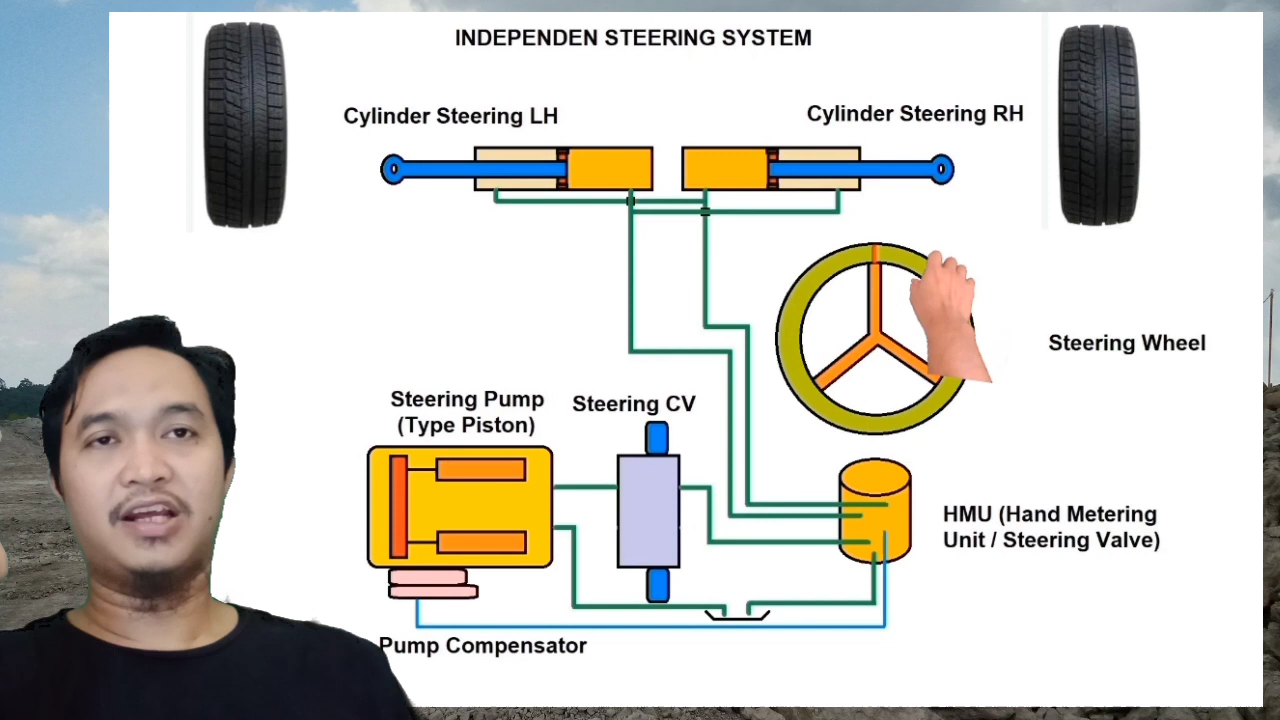 INDEPENDEN STEERING SYSTEM
Cylinder Steering LH
Cylinder Steering RH
Steering Wheel
Steering Pump
(Type Piston)
Steering CV
HMU (Hand Metering
Unit / Steering Valve)
Pump Compensator